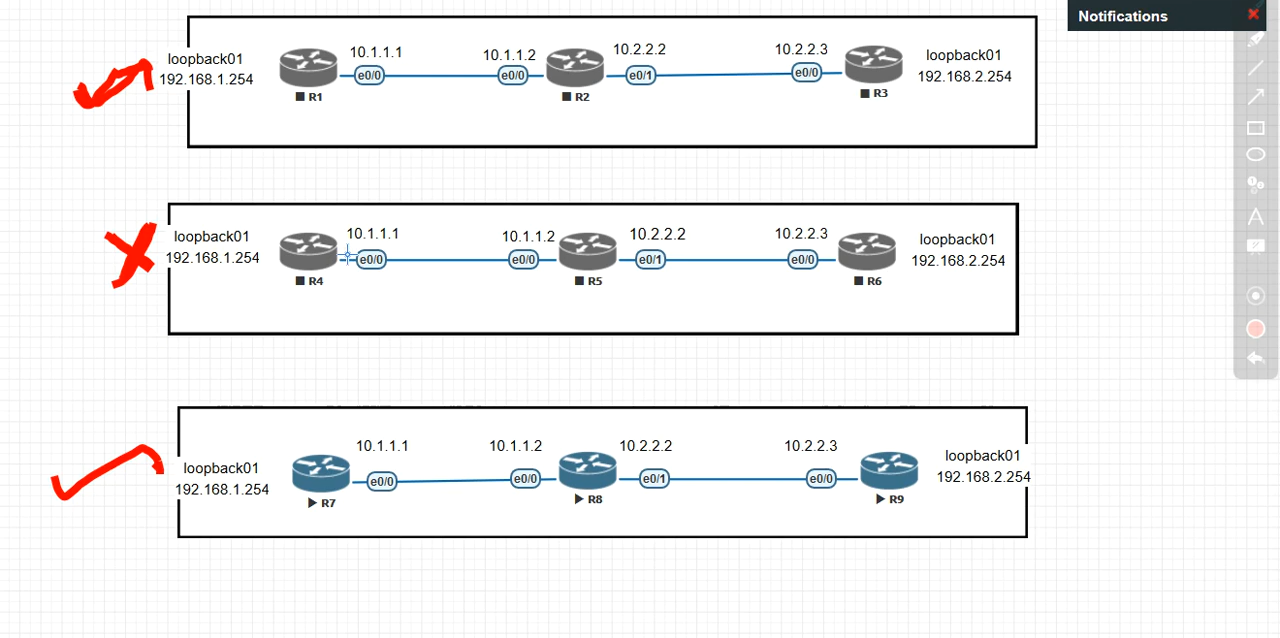 Notifications
loopback01
192.168.1.254
10.1.1.1
e0/0
R1
10.1.1.2
e0/0
R2
10.2.2.2
e0/1
10.2.2.3
e0/0
R3
loopback01
192.168.2.254
loopback01
192.168.1.254
10.1.1.1
e0/0
R4
10.1.1.2
e0/0
R5
10.2.2.2
e0/1
10.2.2.3
e0/0
R6
loopback01
192.168.2.254
loopback01
192.168.1.254
10.1.1.1
e0/0
R7
10.1.1.2
e0/0
R8
10.2.2.2
e0/1
10.2.2.3
e0/0
R9
loopback01
192.168.2.254